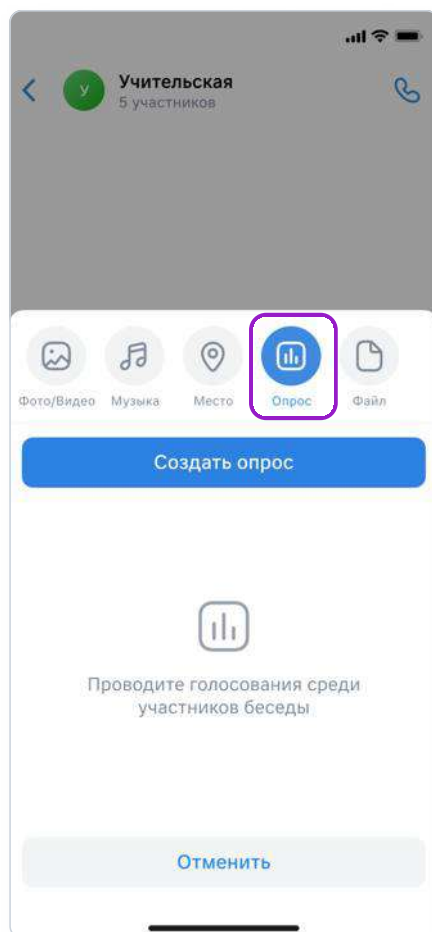 Учительская
У
5 участников
Фото/Видео Музыка Место Опрос Файл
Создать опрос
Проводите голосования среди
участников беседы
Отменить